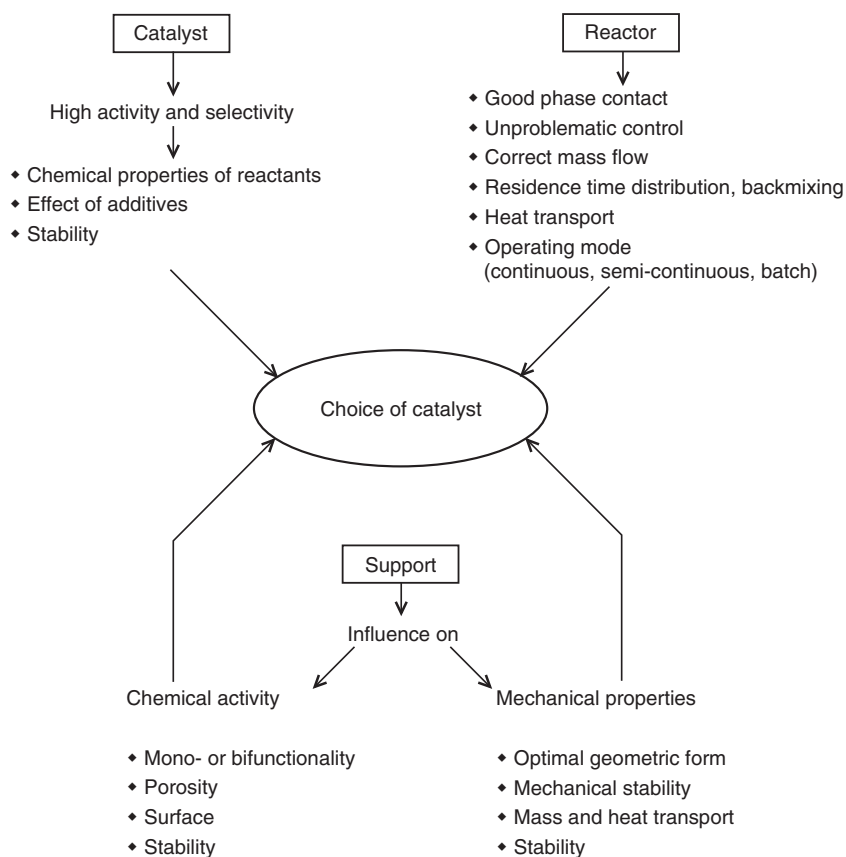 Catalyst
High activity and selectivity
◆ Chemical properties of reactants
◆ Effect of additives
◆ Stability
Reactor
◆ Good phase contact
◆ Unproblematic control
◆ Correct mass flow
◆ Residence time distribution, backmixing
◆ Heat transport
◆ Operating mode
(continuous, semi-continuous, batch)
Choice of catalyst
Support
Influence on
Chemical activity
◆ Mono- or bifunctionality
◆ Porosity
◆ Surface
◆ Stability
Mechanical properties
◆ Optimal geometric form
◆ Mechanical stability
◆ Mass and heat transport
◆ Stability